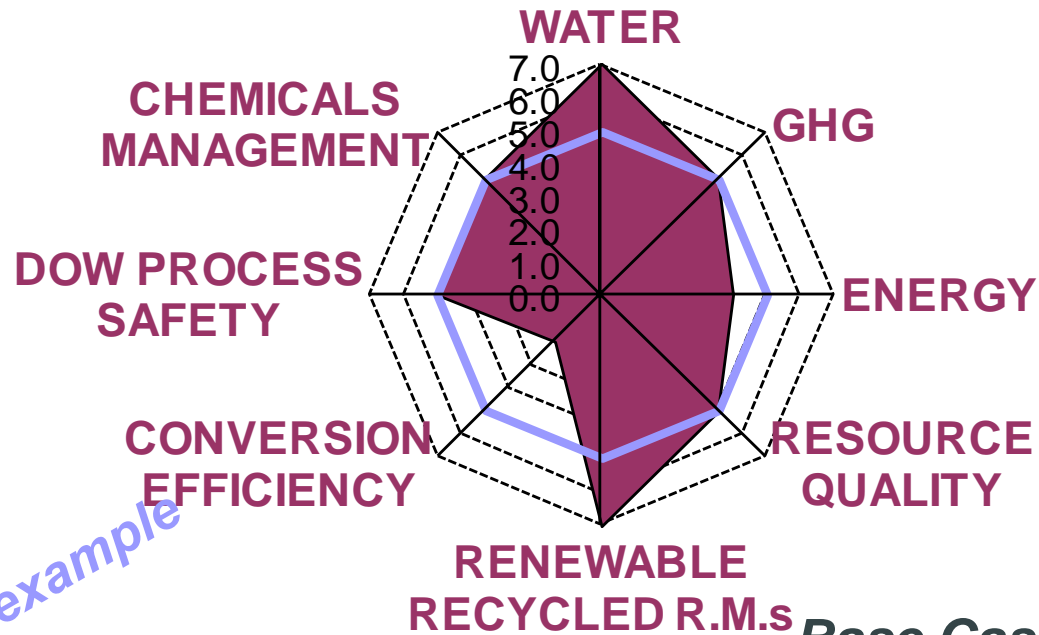 WATER
7.0
6.0
5.0
4.0
3.0
2.0
1.0
0.0
CHEMICALS
MANAGEMENT
GHG
DOW PROCESS
SAFETY
ENERGY
CONVERSION
EFFICIENCY
RESOURCE
QUALITY
example
RENEWABLE
RECYCLED R.M.s